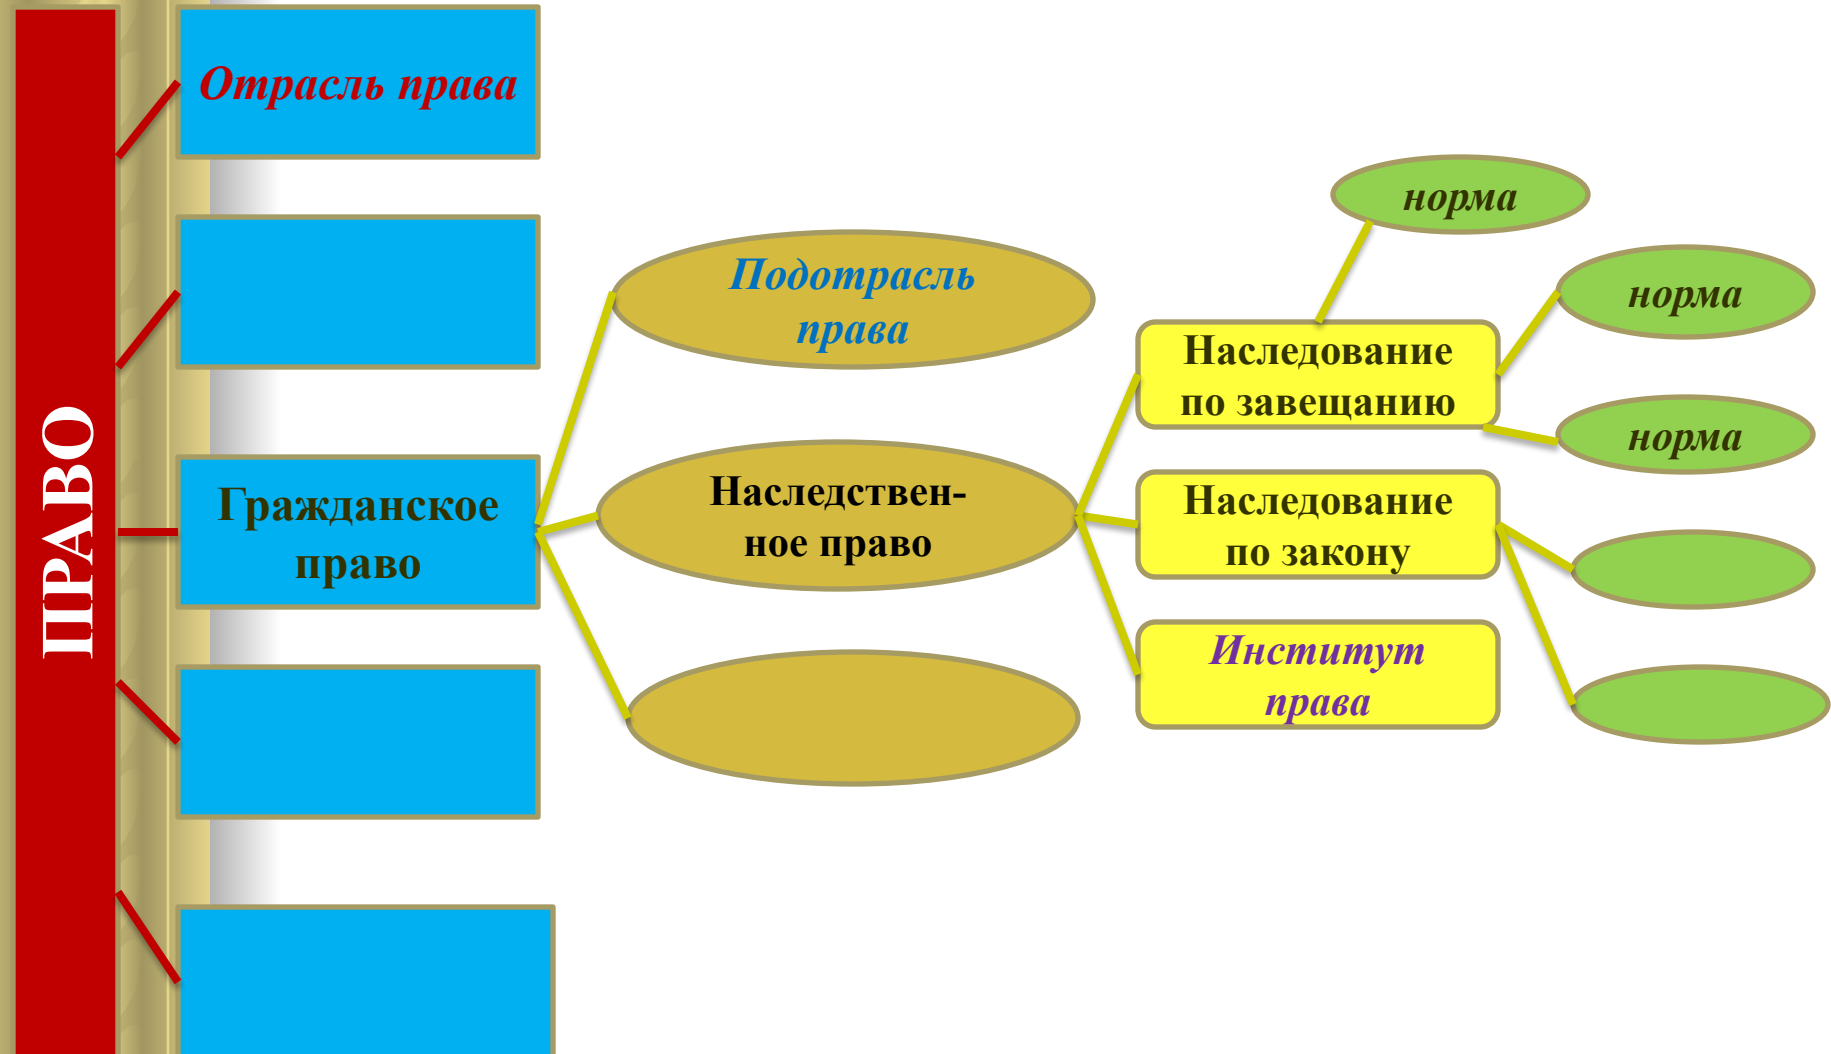 ПРАВО
Отрасль права
Гражданское
право
Подотрасль
права
Наследствен-
ное право
Наследование
по завещанию
Наследование
по закону
Институт
права
норма
норма
норма